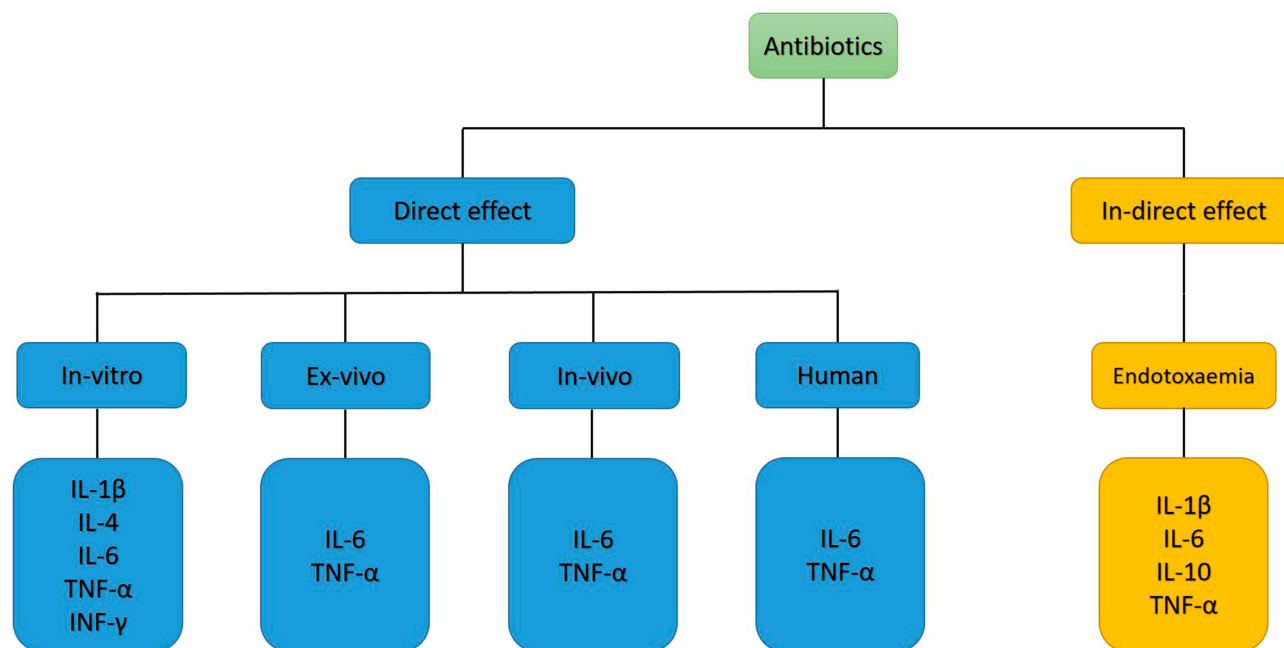 Antibiotics
Direct effect
In-direct effect
In-vitro
Ex-vivo
In-vivo
Human
Endotoxaemia
IL-1β
IL-4
IL-6
TNF-α
INF-γ
IL-6
TNF-α
IL-6
TNF-α
IL-6
TNF-α
IL-1β
IL-6
IL-10
TNF-α